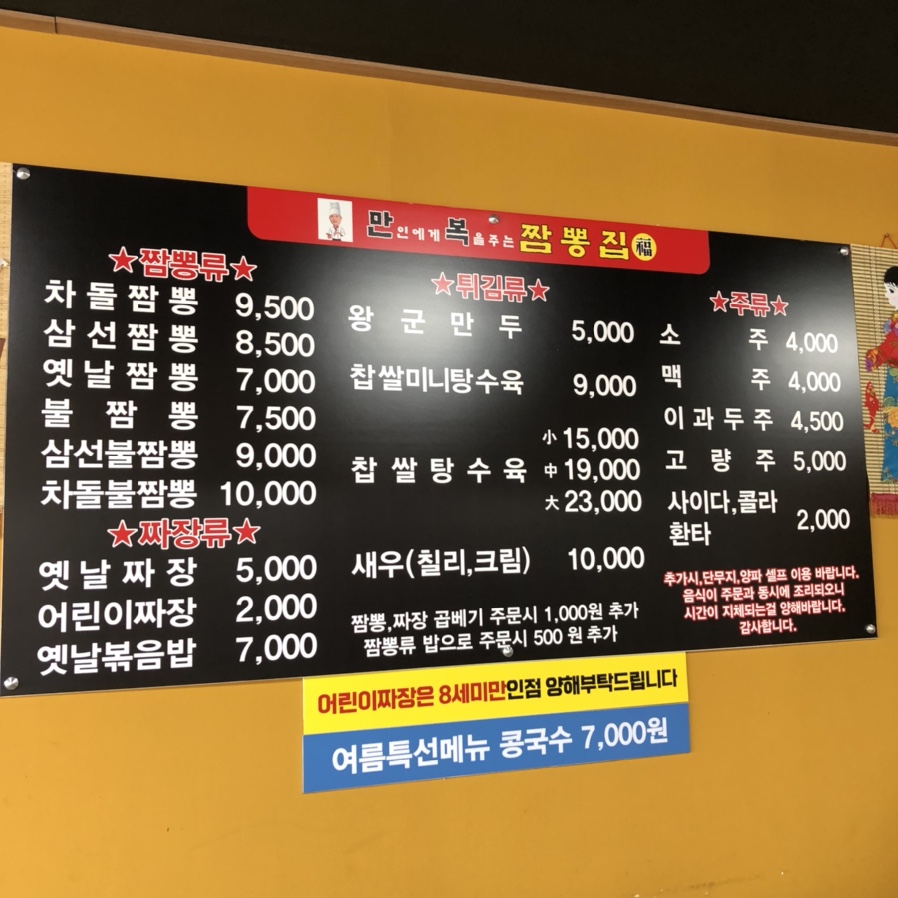 만인에게 복을주는 짬뽕집 福
★짬뽕류★
차돌짬뽕 9,500
삼선짬뽕 8,500
옛날짬뽕 7,000
불짬뽕 7,500
삼선불짬뽕 9,000
차돌불짬뽕 10,000
★짜장류★
옛날짜장 5,000
어린이짜장 2,000
옛날볶음밥 7,000
★튀김류★
왕군만두 5,000
찹쌀미니탕수육 9,000
小 15,000
찹쌀탕수육 中 19,000
大 23,000
새우(칠리,크림) 10,000
짬뽕,짜장 곱베기 주문시 1,000원 추가
짬뽕류 밥으로 주문시 500 원 추가
★주류★
소주 4,000
맥주 4,000
이과두주 4,500
고량주 5,000
사이다,콜라
환타 2,000
추가시,단무지,양파 셀프 이용 바랍니다.
음식이 주문과 동시에 조리되오니
시간이 지체되는걸 양해바랍니다.
감사합니다.
어린이짜장은 8세미만인점 양해부탁드립니다
여름특선메뉴 콩국수 7,000원